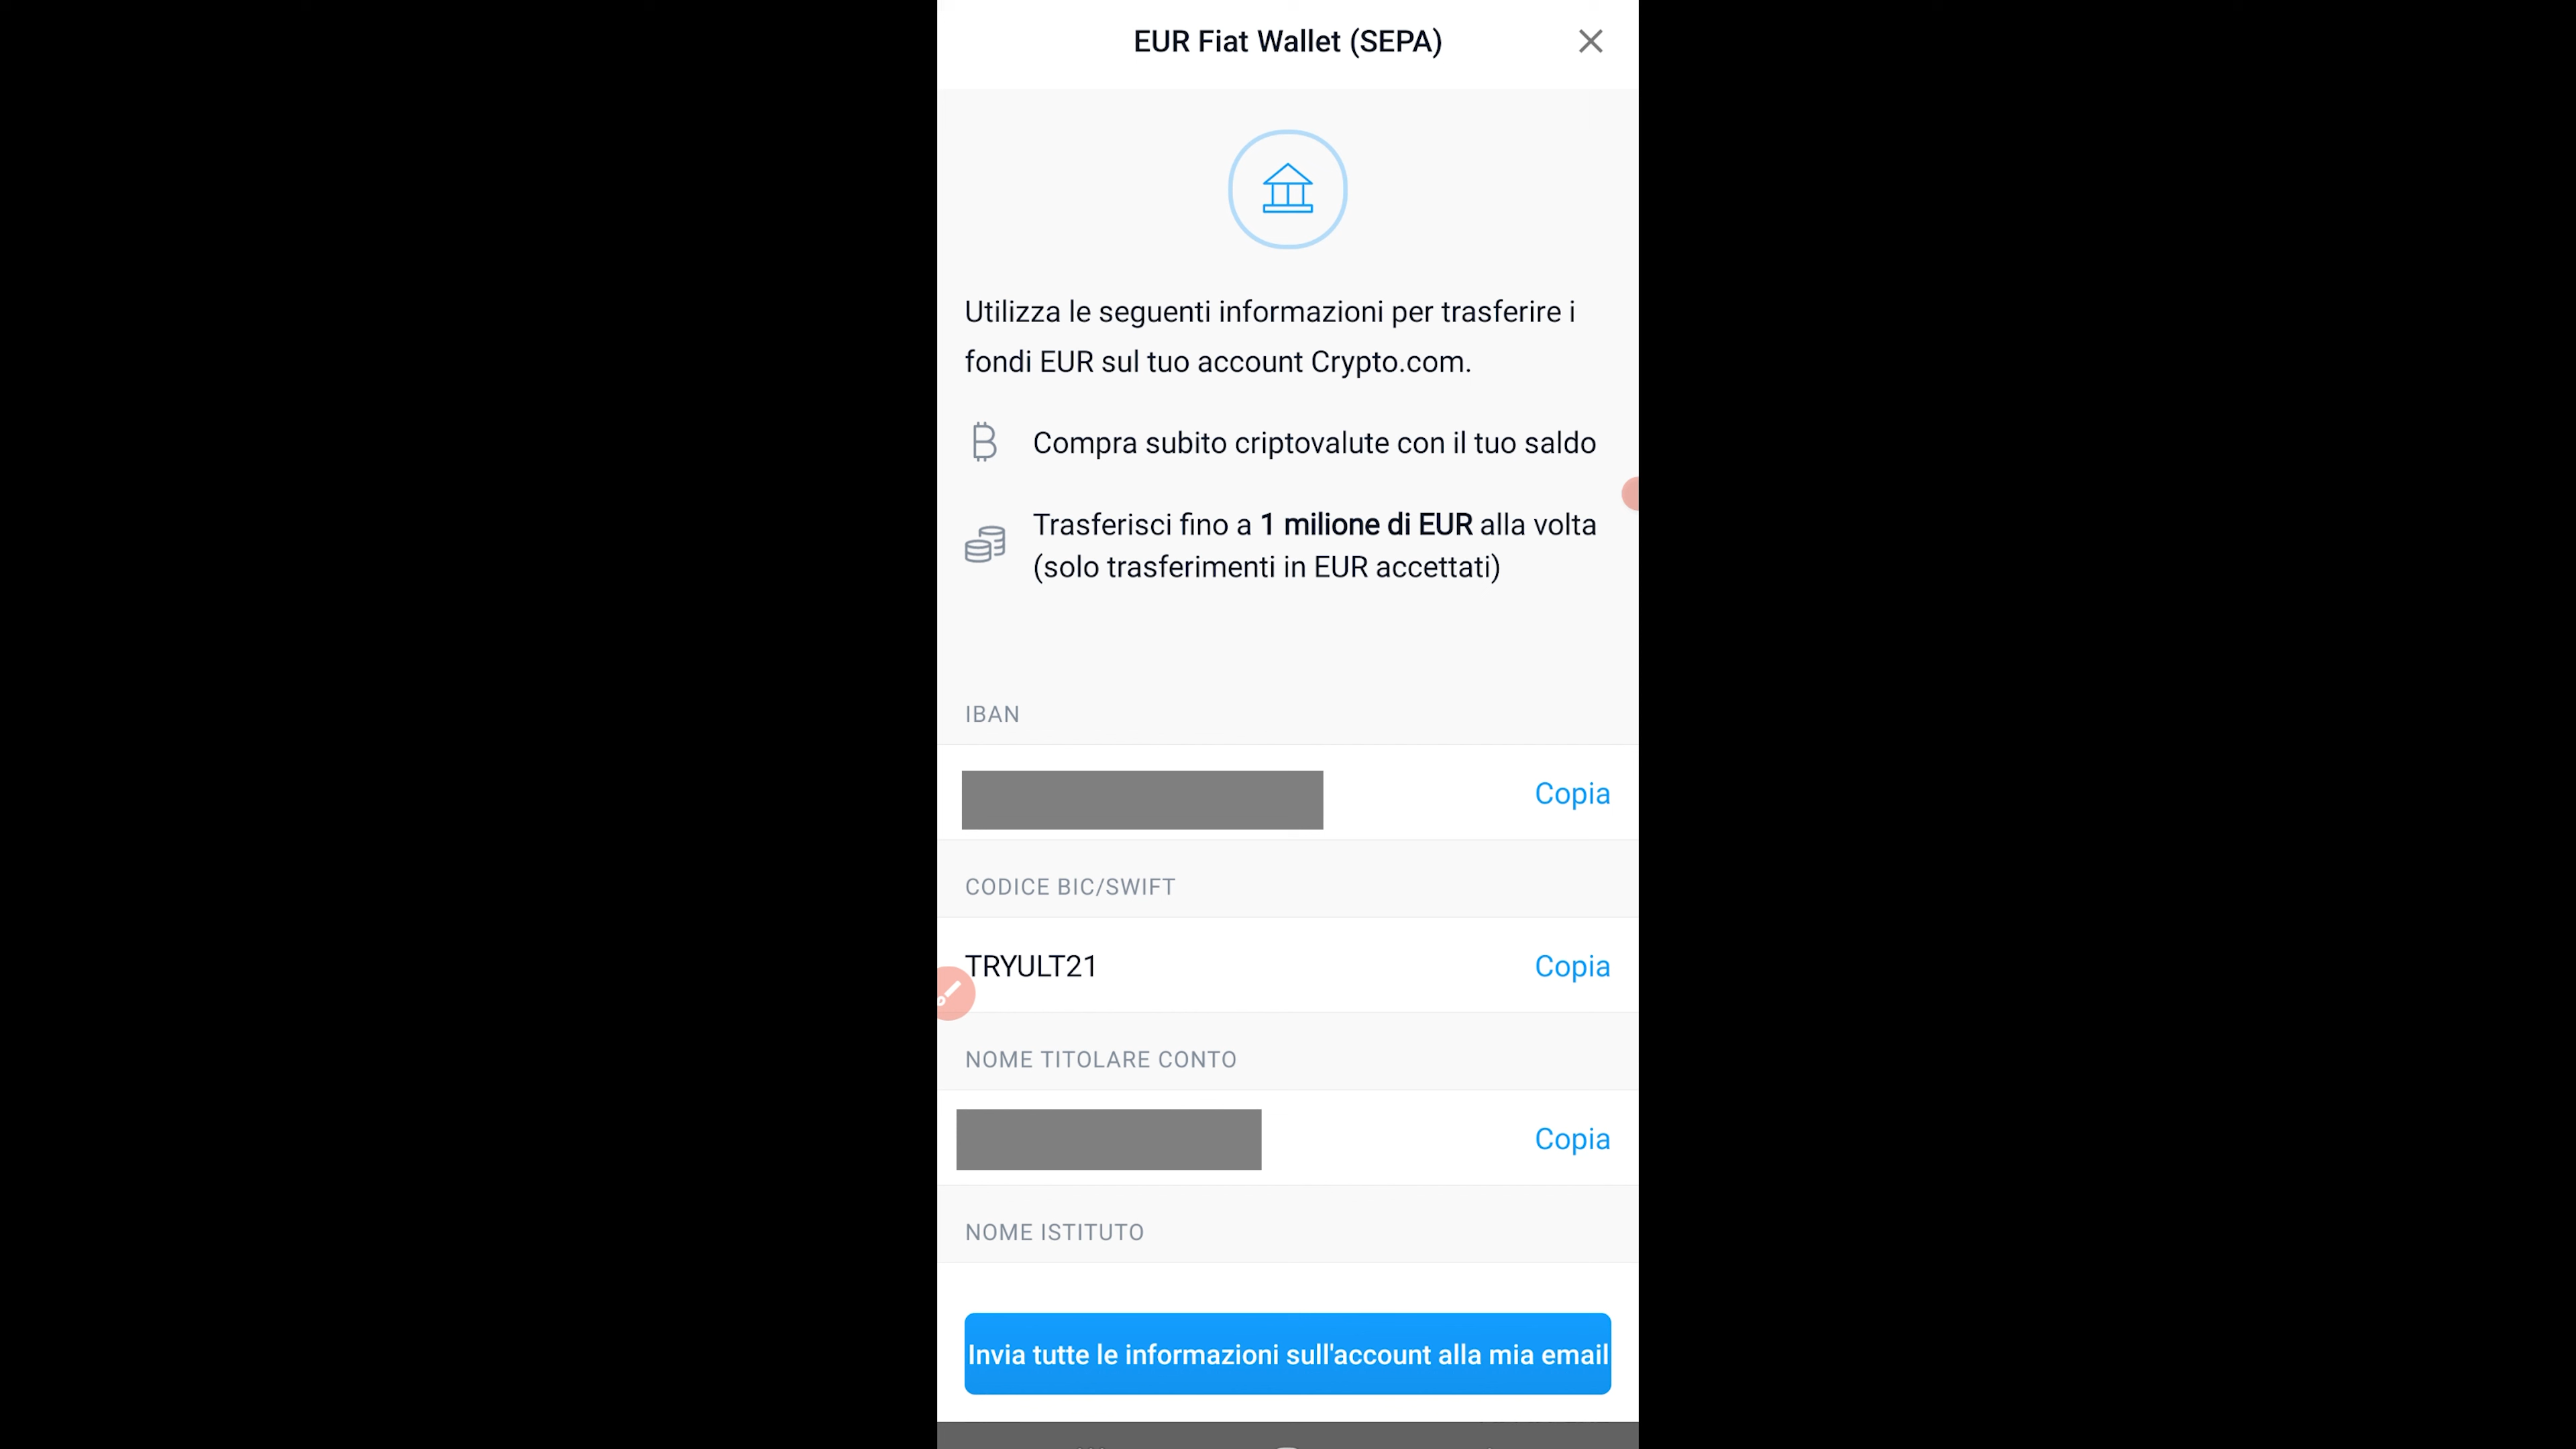 EUR Fiat Wallet (SEPA)
Utilizza le seguenti informazioni per trasferire i
fondi EUR sul tuo account Crypto.com.
Compra subito criptovalute con il tuo saldo
Trasferisci fino a 1 milione di EUR alla volta
(solo trasferimenti in EUR accettati)
IBAN
Copia
CODICE BIC/SWIFT
TRYULT21 Copia
NOME TITOLARE CONTO
Copia
NOME ISTITUTO
Invia tutte le informazioni sull'account alla mia email